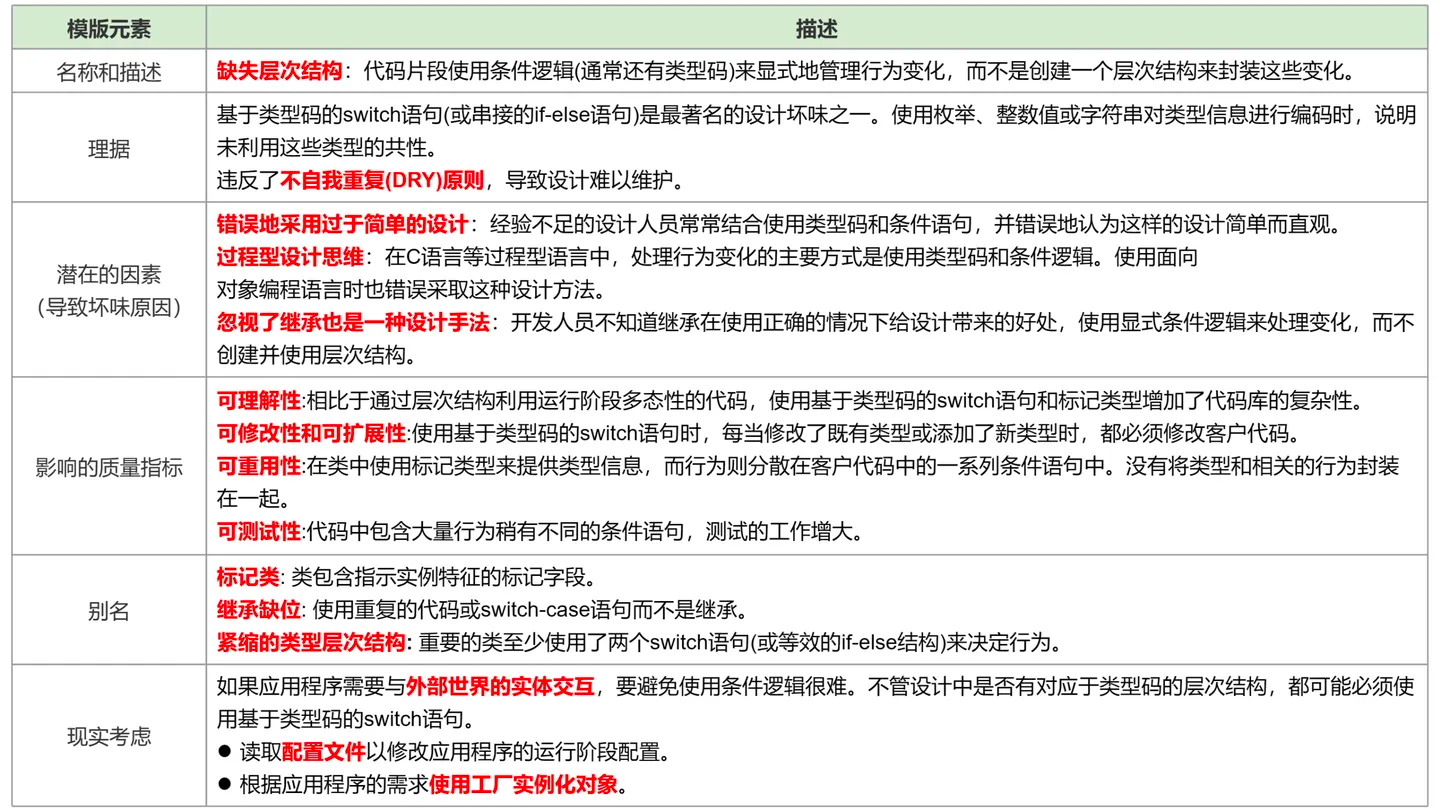 模版元素
描述
名称和描述
缺失层次结构：代码片段使用条件逻辑(通常还有类型码)来显式地管理行为变化，而不是创建一个层次结构来封装这些变化。
理据
基于类型码的switch语句(或串接的if-else语句)是最著名的设计坏味之一。使用枚举、整数值或字符串对类型信息进行编码时，说明
未利用这些类型的共性。
违反了不自我重复(DRY)原则，导致设计难以维护。
潜在的因素
（导致坏味原因）
错误地采用过于简单的设计：经验不足的设计人员常常结合使用类型码和条件语句，并错误地认为这样的设计简单而直观。
过程型设计思维：在C语言等过程型语言中，处理行为变化的主要方式是使用类型码和条件逻辑。使用面向
对象编程语言时也错误采取这种设计方法。
忽视了继承也是一种设计手法：开发人员不知道继承在使用正确的情况下给设计带来的好处，使用显式条件逻辑来处理变化，而不
创建并使用层次结构。
影响的质量指标
可理解性:相比于通过层次结构利用运行阶段多态性的代码，使用基于类型码的switch语句和标记类型增加了代码库的复杂性。
可修改性和可扩展性:使用基于类型码的switch语句时，每当修改了既有类型或添加了新类型时，都必须修改客户代码。
可重用性:在类中使用标记类型来提供类型信息，而行为则分散在客户代码中的一系列条件语句中。没有将类型和相关的行为封装
在一起。
可测试性:代码中包含大量行为稍有不同的条件语句，测试的工作增大。
别名
标记类: 类包含指示实例特征的标记字段。
继承缺位: 使用重复的代码或switch-case语句而不是继承。
紧缩的类型层次结构: 重要的类至少使用了两个switch语句(或等效的if-else结构)来决定行为。
现实考虑
如果应用程序需要与外部世界的实体交互，要避免使用条件逻辑很难。不管设计中是否有对应于类型码的层次结构，都可能必须使
用基于类型码的switch语句。
● 读取配置文件以修改应用程序的运行阶段配置。
● 根据应用程序的需求使用工厂实例化对象。